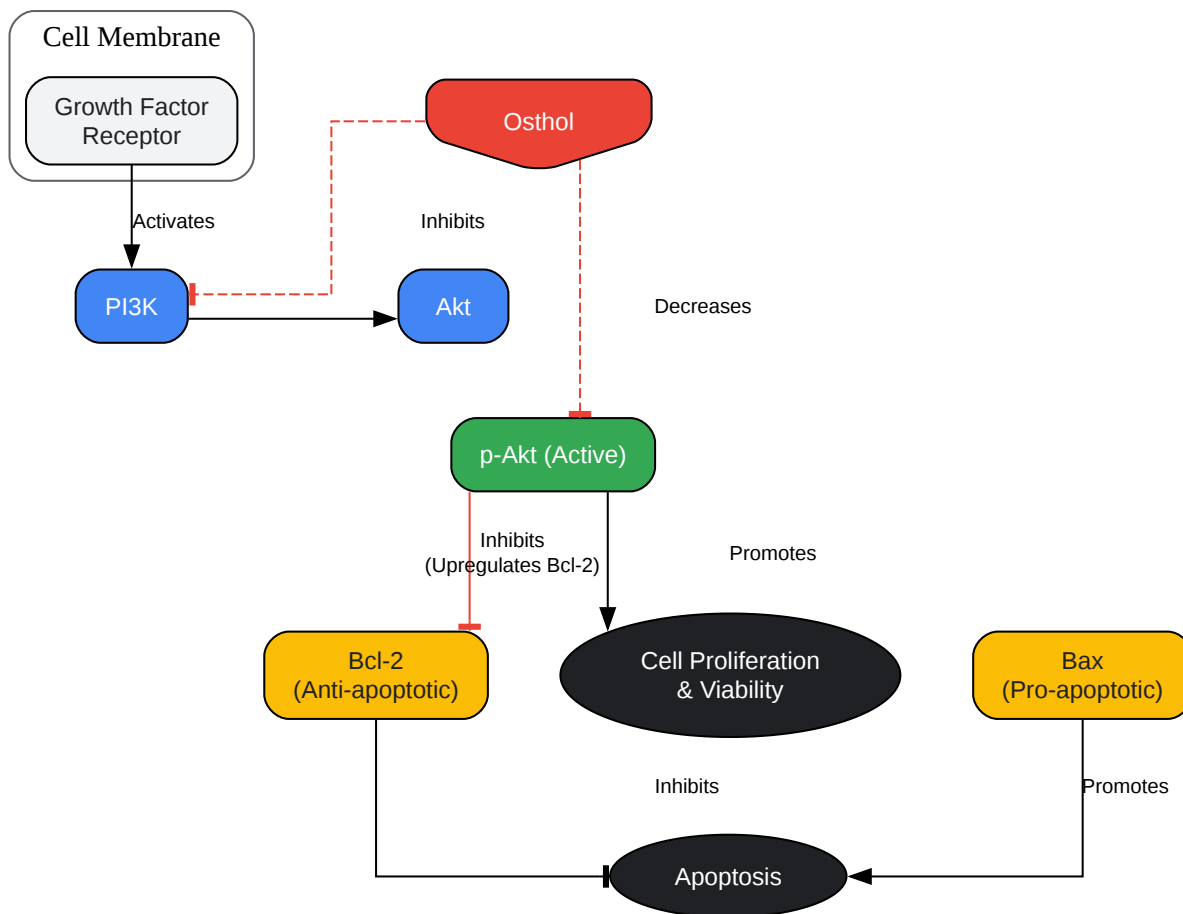 Cell Membrane
Growth Factor
Receptor
Osthol
Activates
Inhibits
PI3K
Akt
Decreases
p-Akt (Active)
Inhibits
(Upregulates Bcl-2)
Promotes
Bcl-2
(Anti-apoptotic)
Cell Proliferation
& Viability
Bax
(Pro-apoptotic)
Inhibits
Promotes
Apoptosis